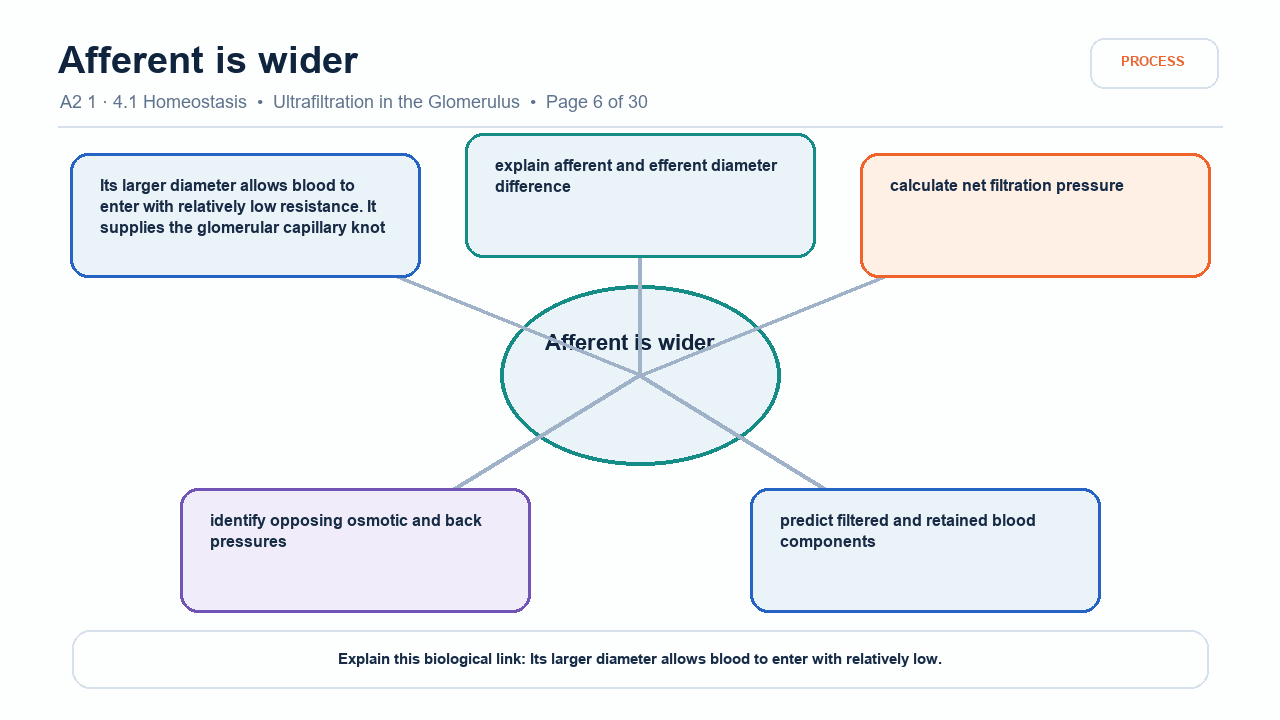 Afferent is wider
PROCESS
A2 1 · 4.1 Homeostasis • Ultrafiltration in the Glomerulus • Page 6 of 30
Its larger diameter allows blood to
enter with relatively low resistance. It
supplies the glomerular capillary knot
explain afferent and efferent diameter
difference
calculate net filtration pressure
Afferent is wider
identify opposing osmotic and back
pressures
predict filtered and retained blood
components
Explain this biological link: Its larger diameter allows blood to enter with relatively low.